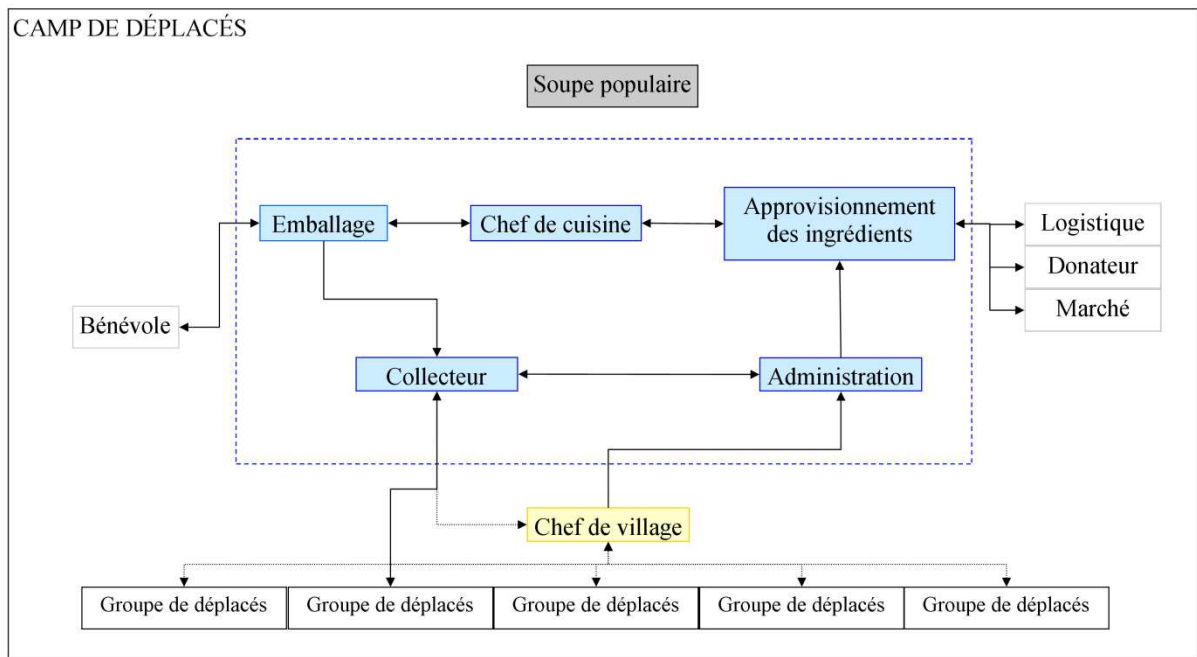 CAMP DE DÉPLACÉS
Soupe populaire
Emballage
Chef de cuisine
Approvisionnement
des ingrédients
Logistique
Donateur
Marché
Bénévole
Collecteur
Administration
Chef de village
Groupe de déplacés
Groupe de déplacés
Groupe de déplacés
Groupe de déplacés
Groupe de déplacés